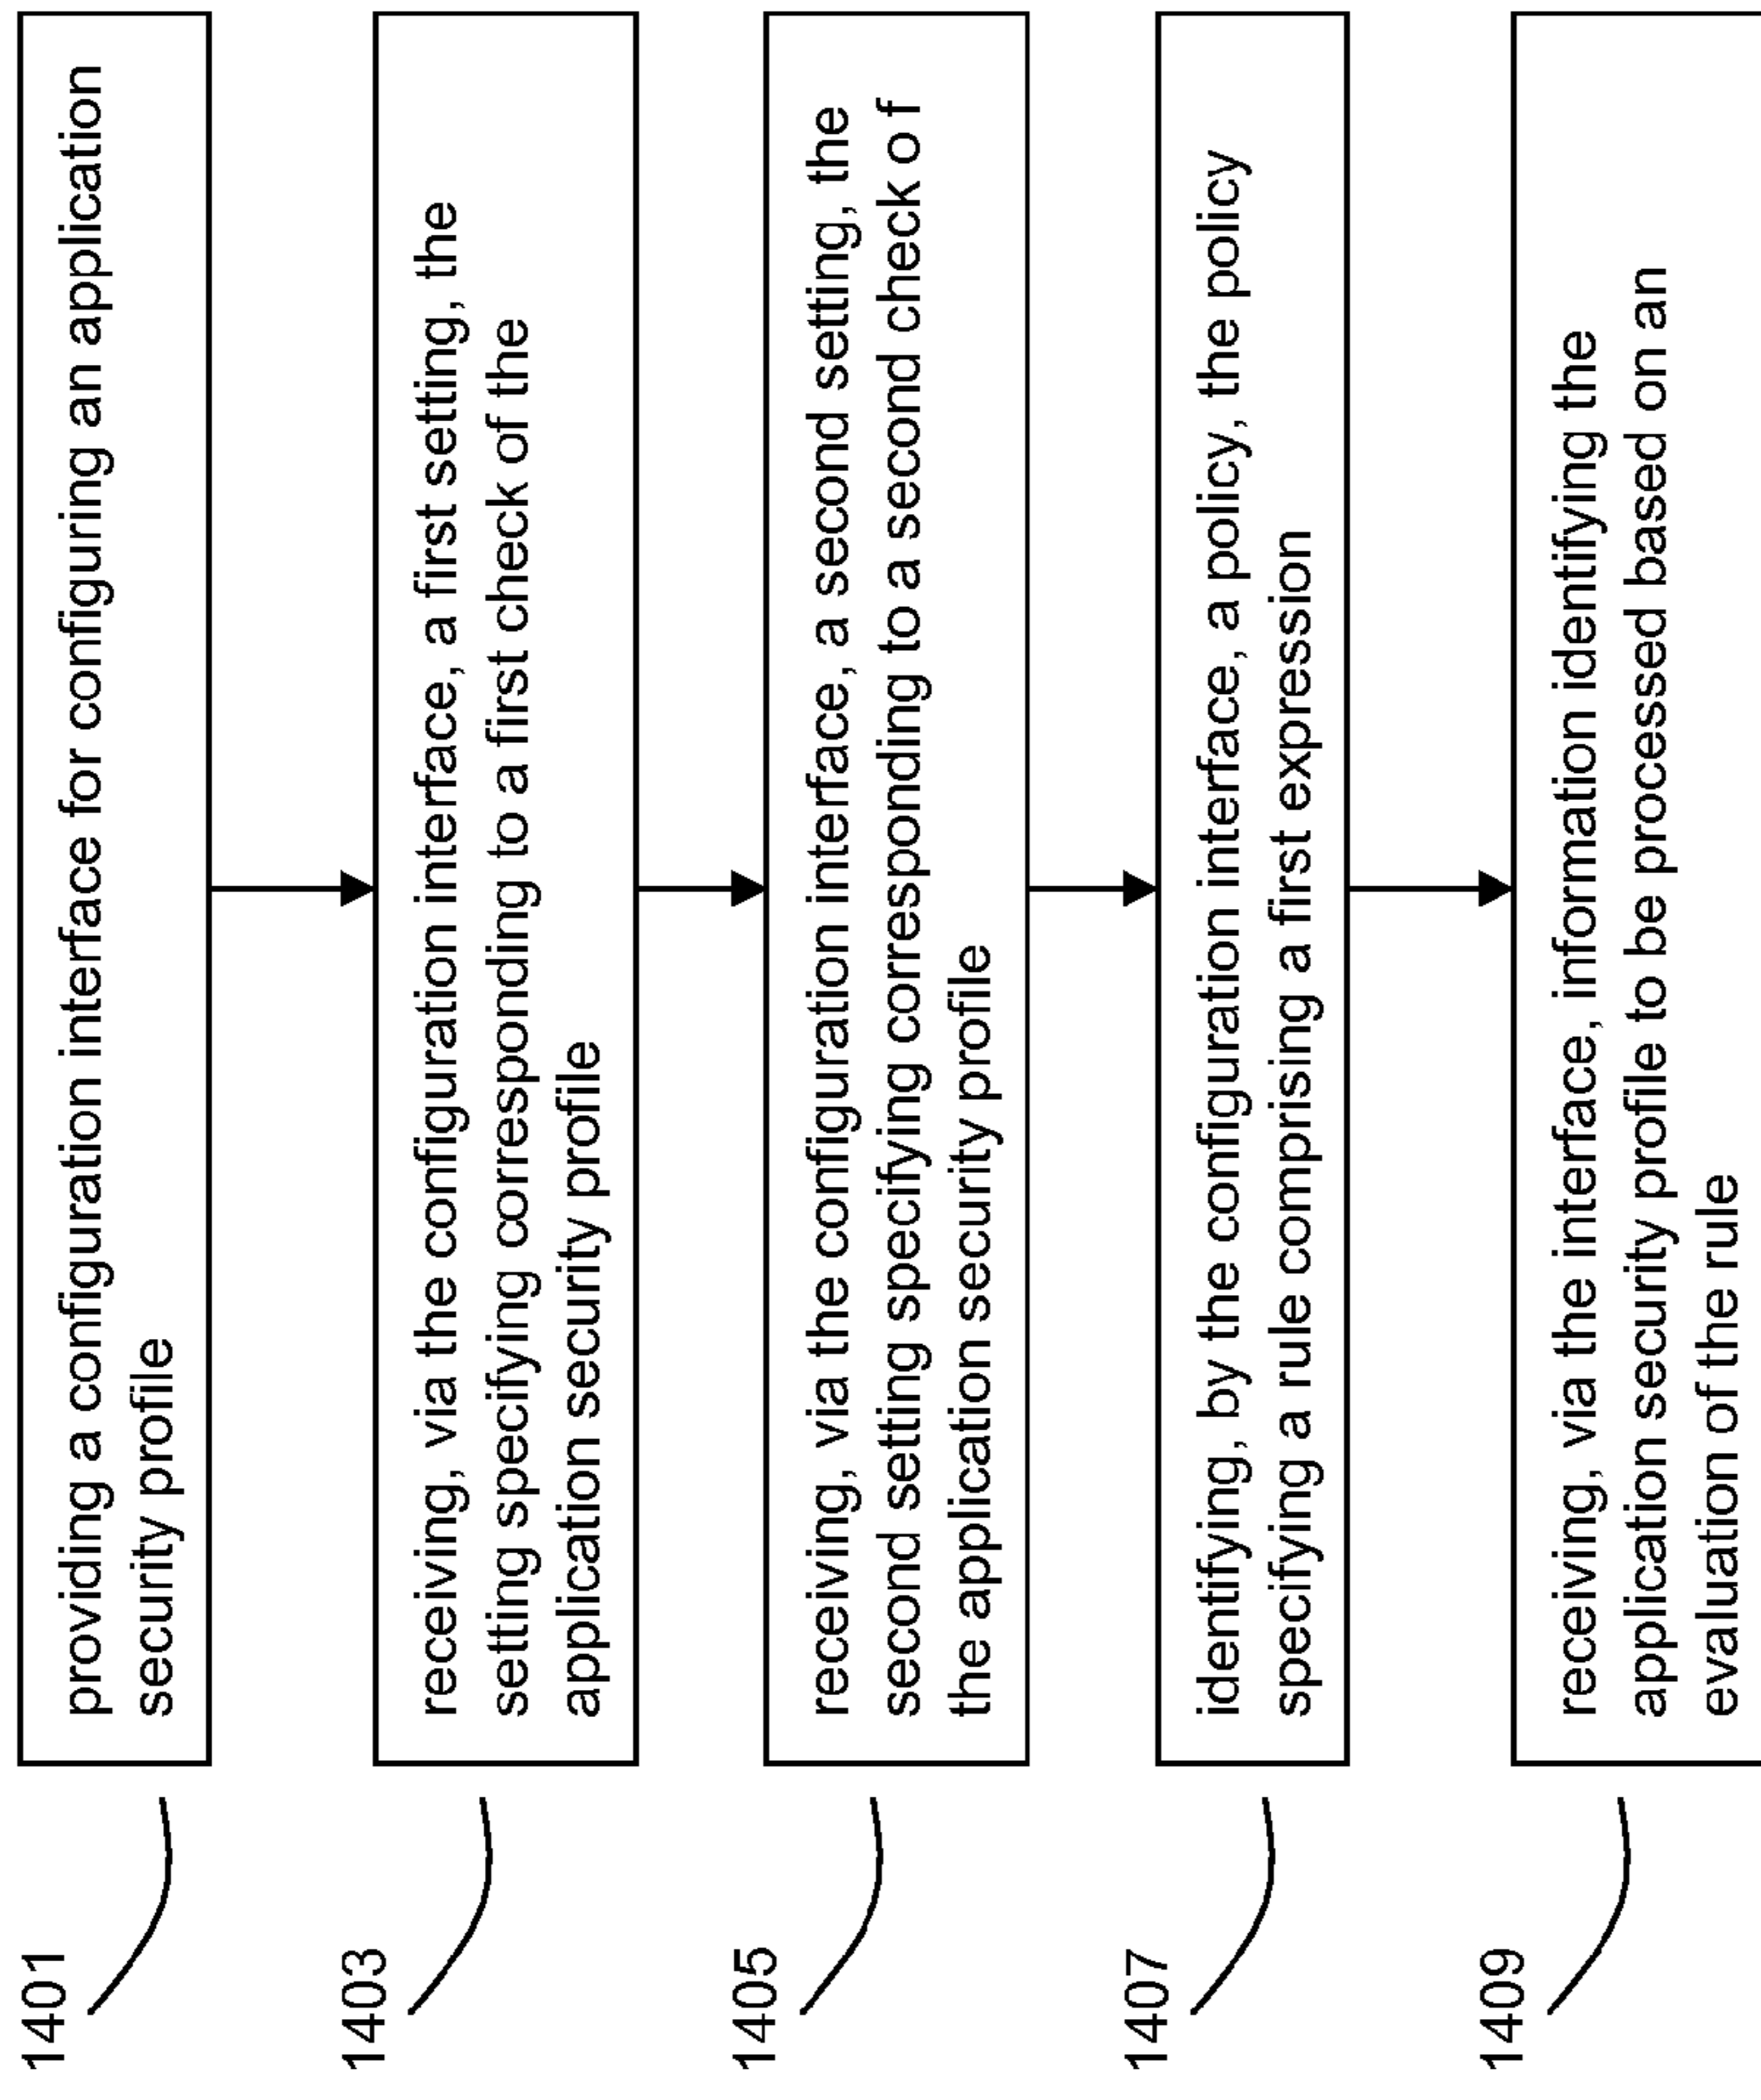 1401
providing a configuration interface for configuring an application
security profile
1403
receiving, via the configuration interface, a first setting, the
setting specifying corresponding to a first check of the
application security profile
1405
receiving, via the configuration interface, a second setting, the
second setting specifying corresponding to a second check o f
the application security profile
1407
identifying, by the configuration interface, a policy, the policy
specifying a rule comprising a first expression
1409
receiving, via the interface, information identifying the
application security profile to be processed based on an
evaluation of the rule